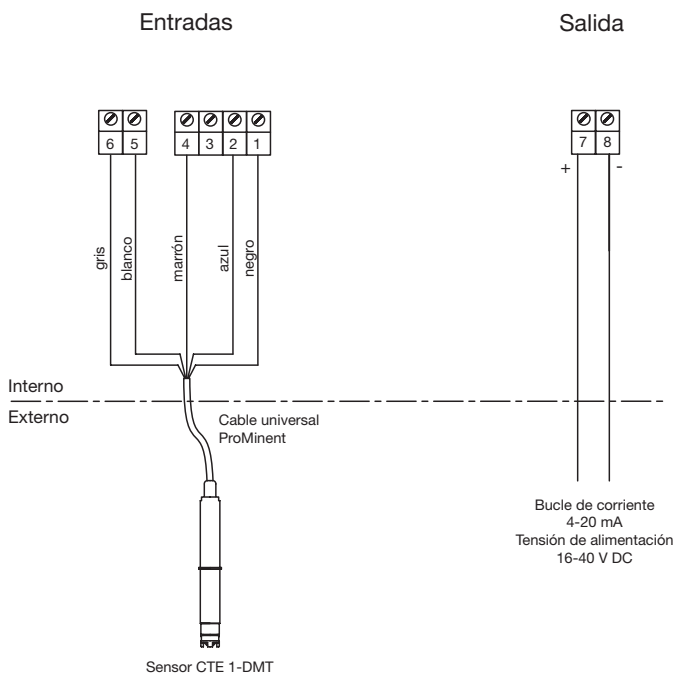 Entradas
Salida
6 5 4 3 2 1
7 8
+ -
gris
blanco
marrón
azul
negro
Interno
Externo
Cable universal
ProMinent
Bucle de corriente
4-20 mA
Tensión de alimentación
16-40 V DC
Sensor CTE 1-DMT